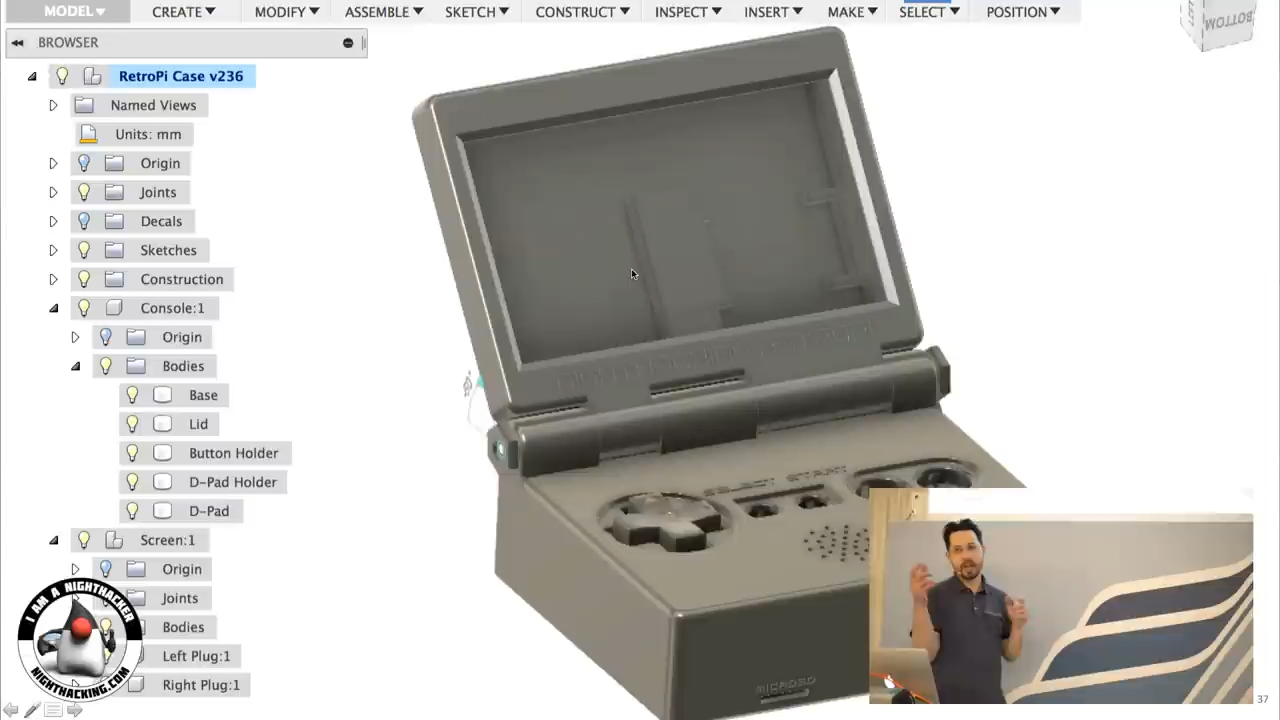 MODEL CREATE MODIFY ASSEMBLE SKETCH CONSTRUCT INSPECT INSERT MAKE SELECT POSITION
BOTTOM
BROWSER
RetroPi Case v236
Named Views
Units: mm
Origin
Joints
Decals
Sketches
Construction
Console:1
Origin
Bodies
Base
Lid
Button Holder
D-Pad Holder
D-Pad
Screen:1
Origin
Joints
Bodies
Left Plug:1
Right Plug:1
SELECT START
I AM A NIGHTHACKER
NIGHTHACKING.COM
37